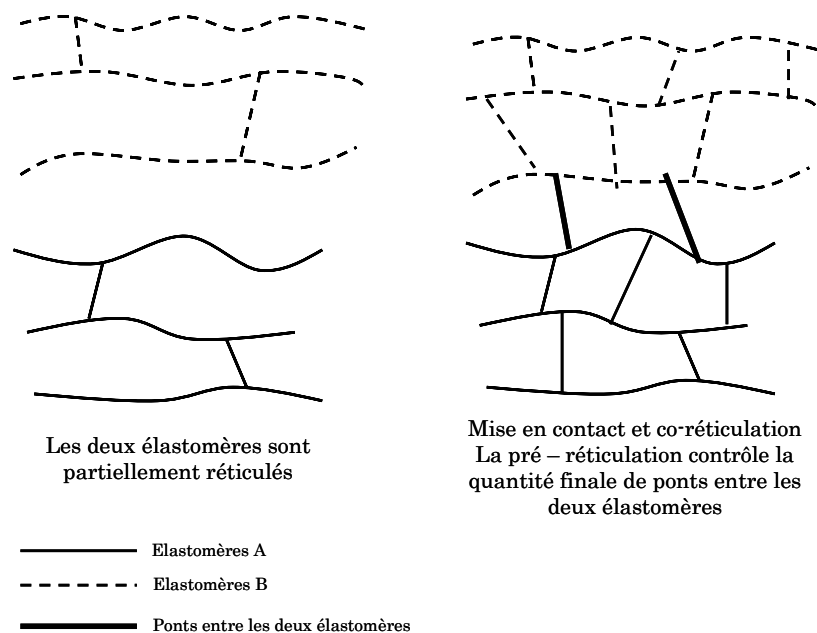 Les deux élastomères sont
partiellement réticulés
Mise en contact et co-réticulation
La pré – réticulation contrôle la
quantité finale de ponts entre les
deux élastomères
Elastomères A
Elastomères B
Ponts entre les deux élastomères